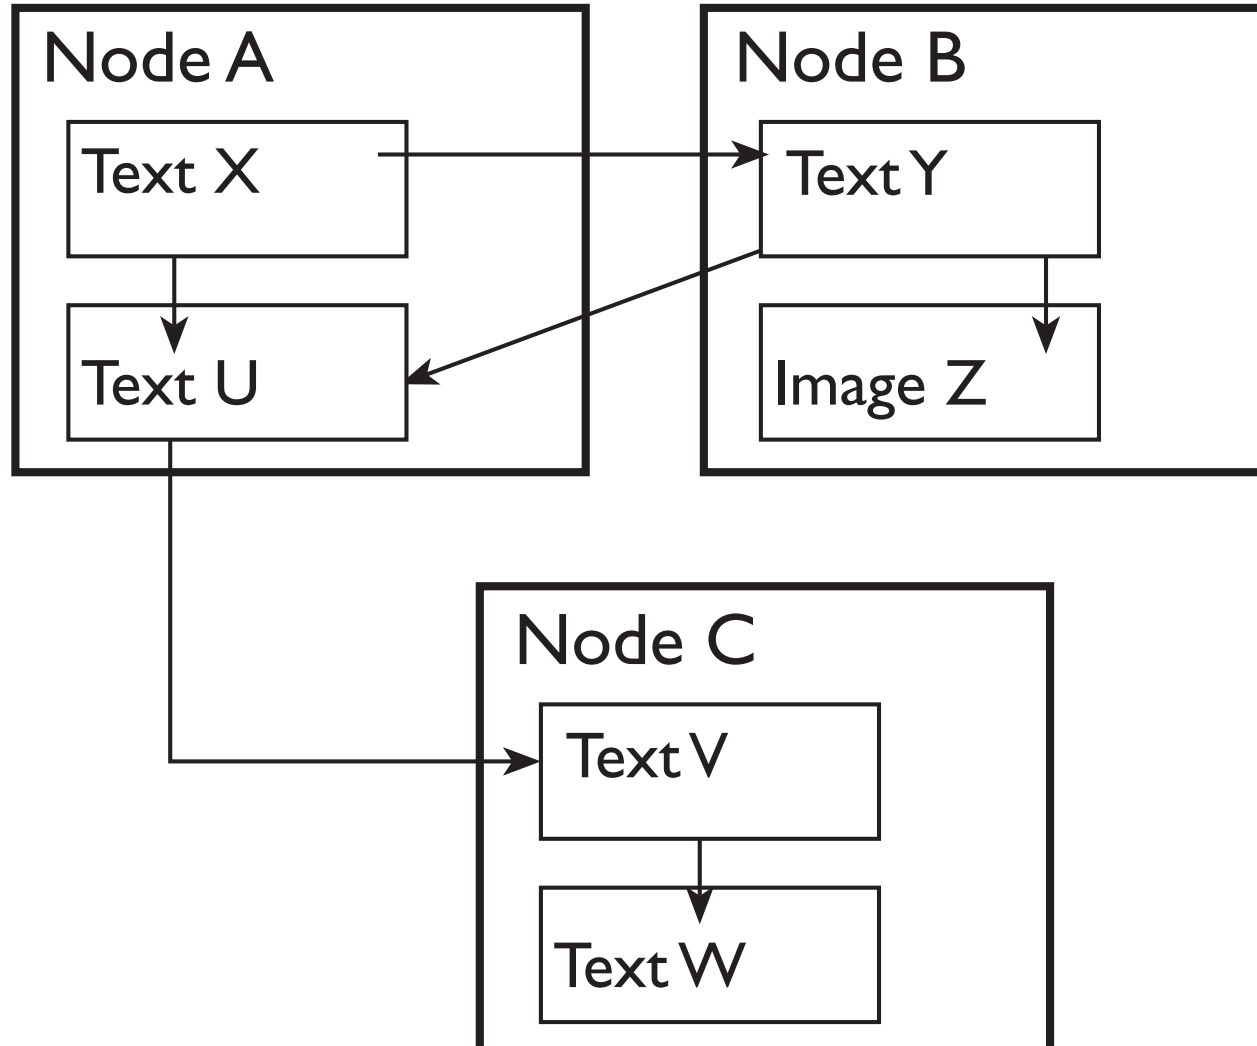 Node A
Text X
Text U
Node B
Text Y
Image Z
Node C
Text V
Text W